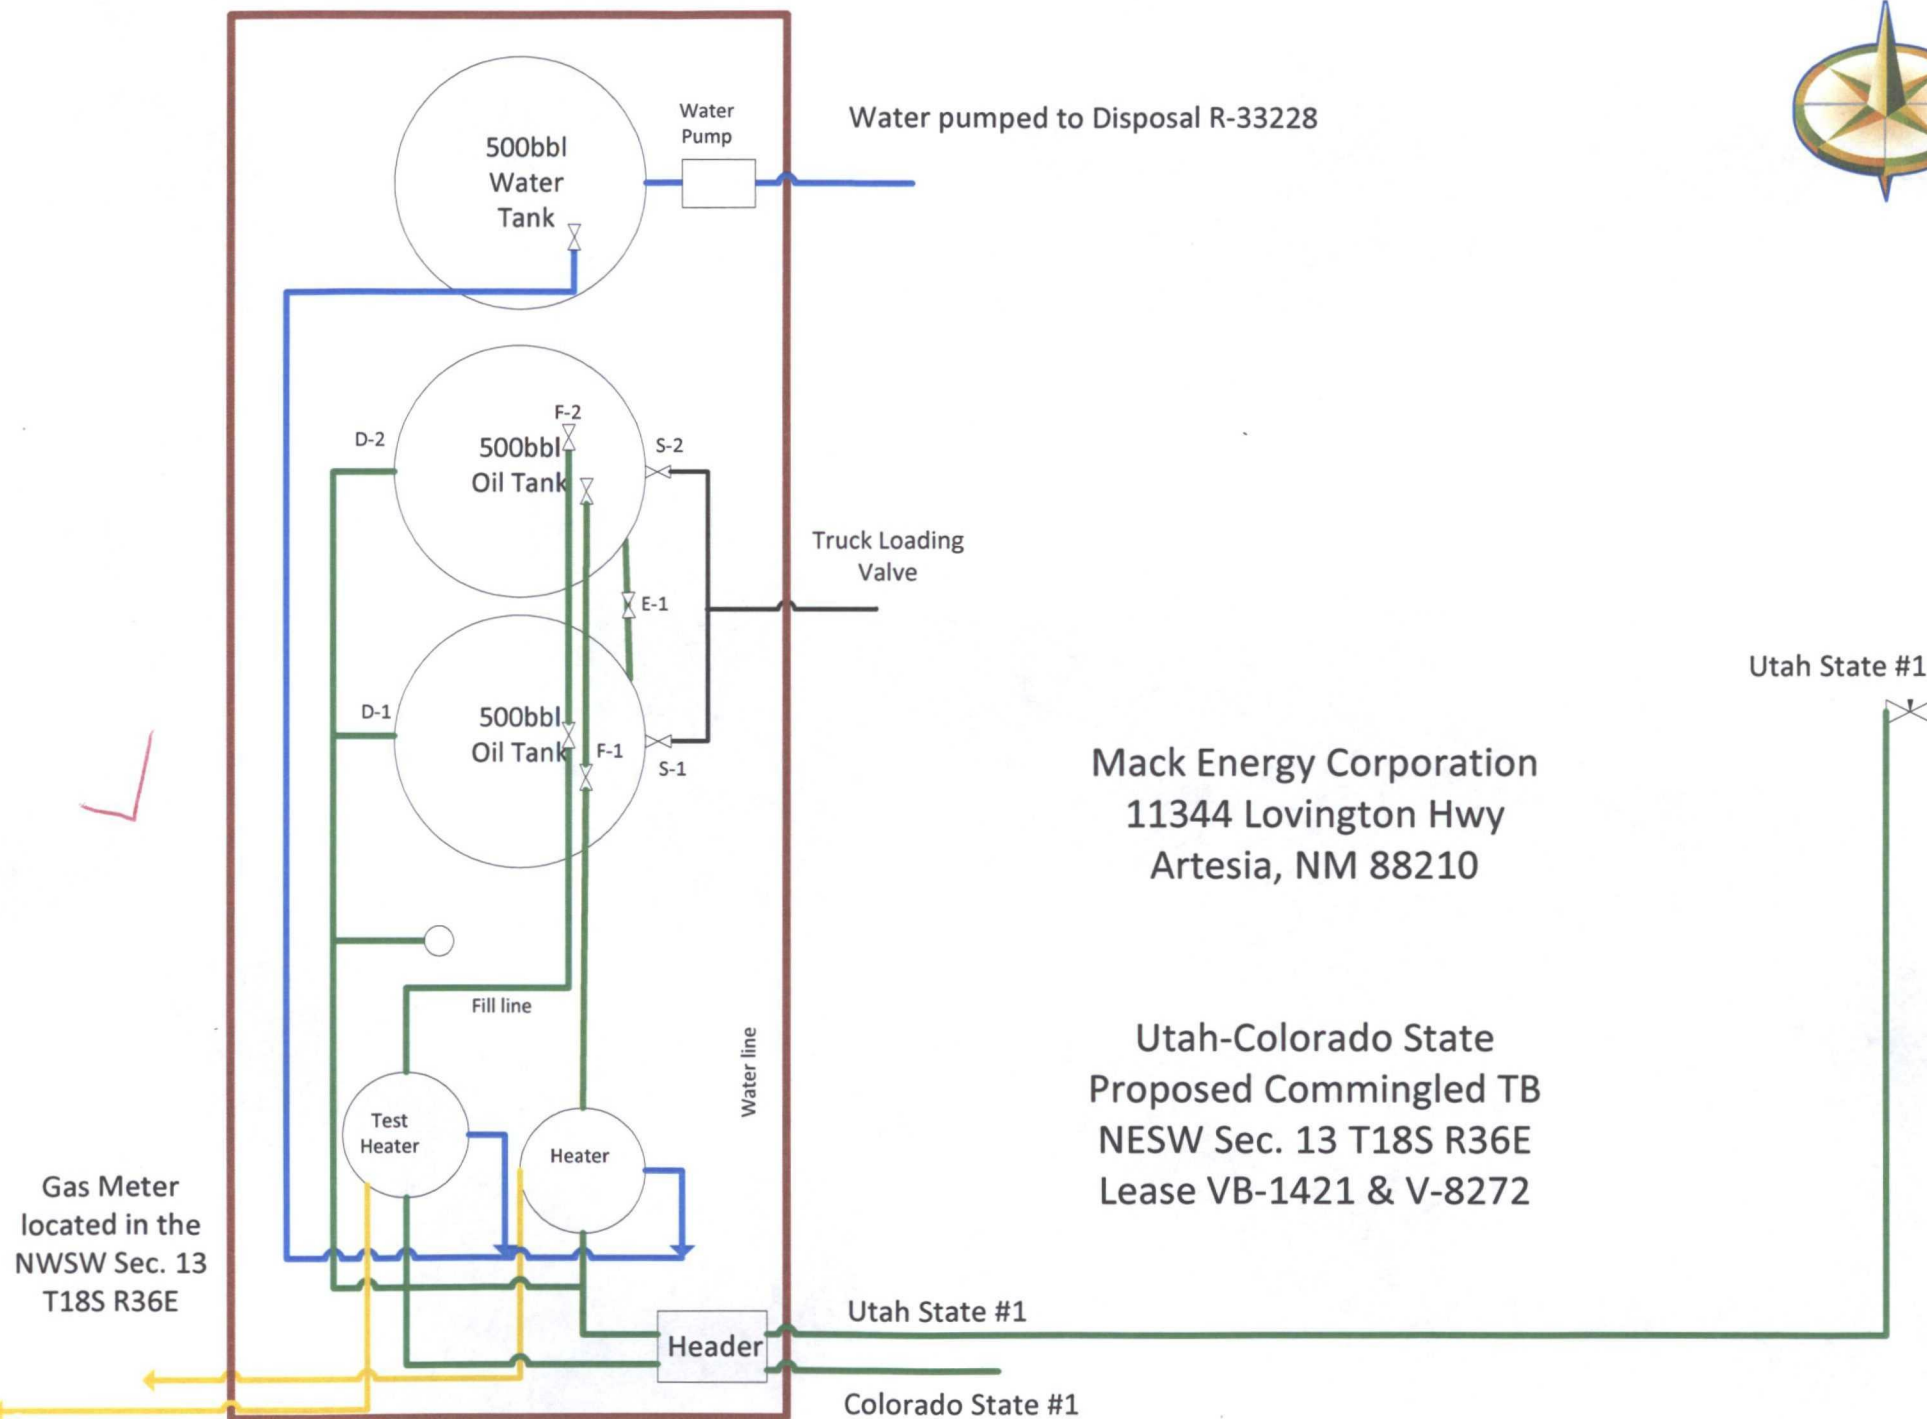 Water
Pump
Water pumped to Disposal R-33228
500bbl
Water
Tank
F-2
D-2
500bbl
Oil Tank
S-2
Truck Loading
Valve
E-1
Utah State #1
D-1
500bbl
Oil Tank
F-1
S-1
Mack Energy Corporation
11344 Lovington Hwy
Artesia, NM 88210
Fill line
Water line
Utah-Colorado State
Proposed Commingled TB
NESW Sec. 13 T18S R36E
Lease VB-1421 & V-8272
Test
Heater
Heater
Gas Meter
located in the
NWSW Sec. 13
T18S R36E
Utah State #1
Header
Colorado State #1